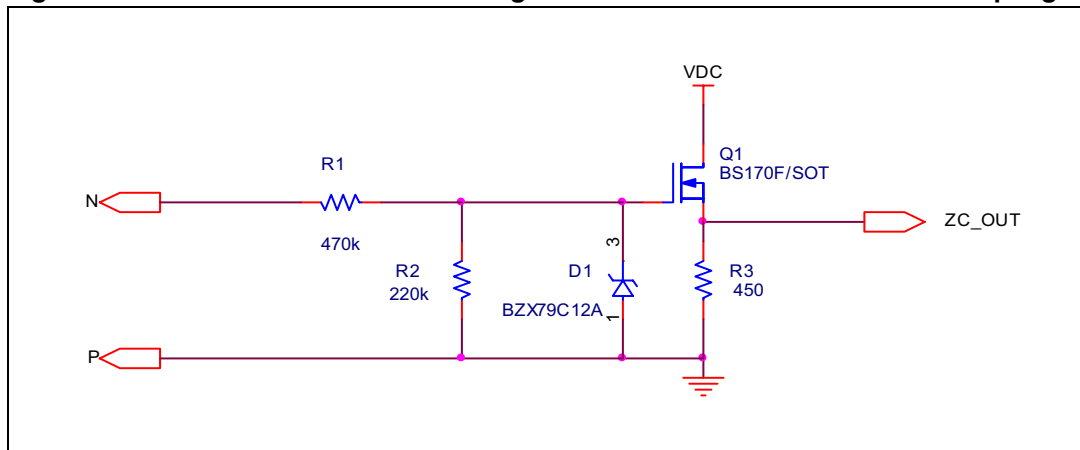 VDC
Q1
BS170F/SOT
R1
N
ZC_OUT
470k
3
R2
220k
D1
R3
450
BZX79C12A
1
P